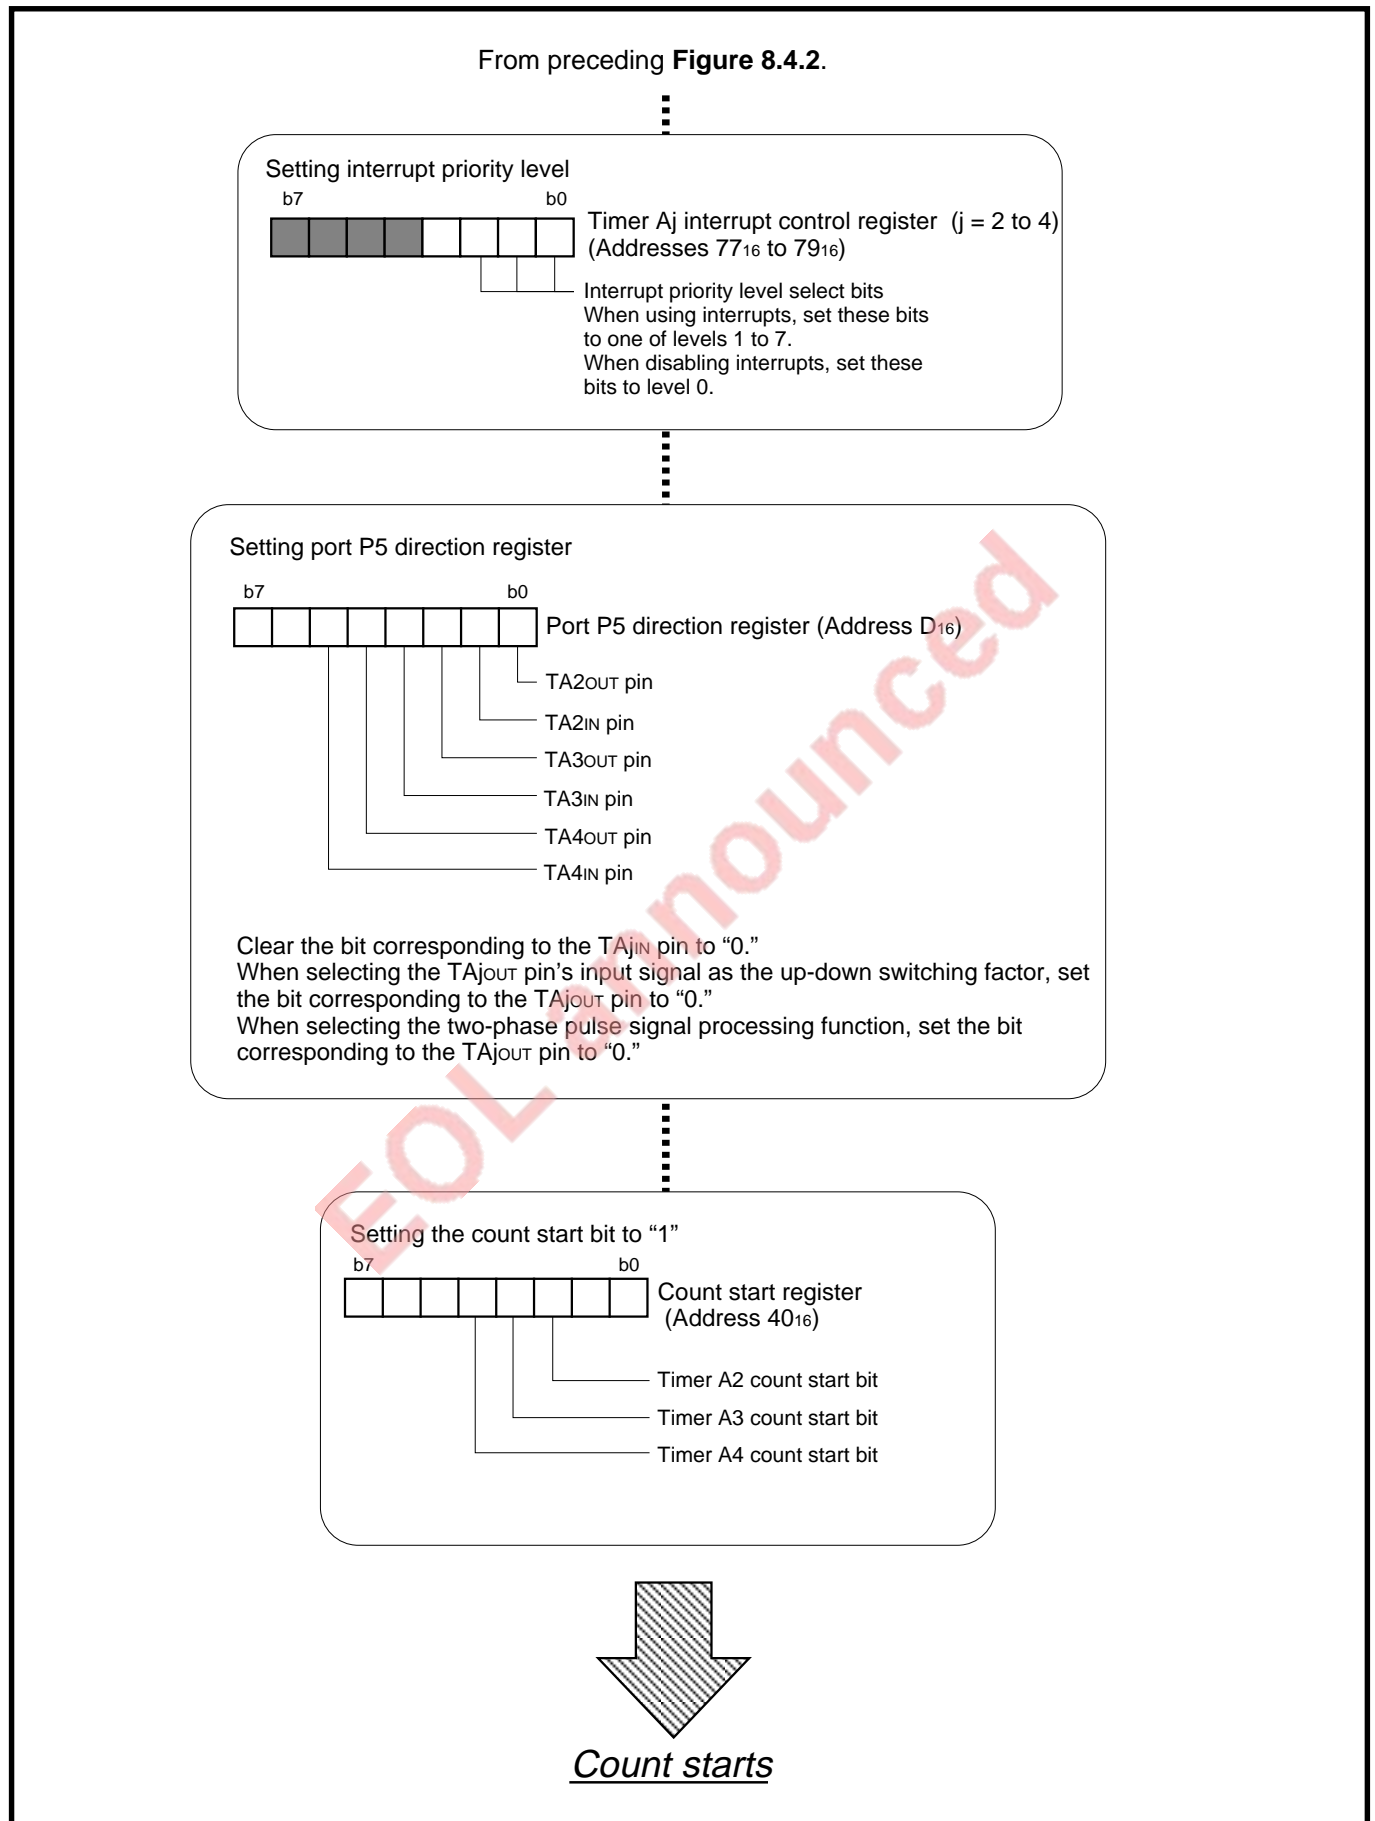 From preceding Figure 8.4.2.
Setting interrupt priority level
b7 b0
Timer Aj interrupt control register (j = 2 to 4)
(Addresses 7716 to 7916)
Interrupt priority level select bits
When using interrupts, set these bits
to one of levels 1 to 7.
When disabling interrupts, set these
bits to level 0.
Setting port P5 direction register
b7 b0
Port P5 direction register (Address D16)
TA2OUT pin
TA2IN pin
TA3OUT pin
TA3IN pin
TA4OUT pin
TA4IN pin
Clear the bit corresponding to the TAjIN pin to “0.”
When selecting the TAjOUT pin’s input signal as the up-down switching factor, set
the bit corresponding to the TAjOUT pin to “0.”
When selecting the two-phase pulse signal processing function, set the bit
corresponding to the TAjOUT pin to “0.”
Setting the count start bit to “1”
b7 b0
Count start register
(Address 4016)
Timer A2 count start bit
Timer A3 count start bit
Timer A4 count start bit
Count starts
EOL announced